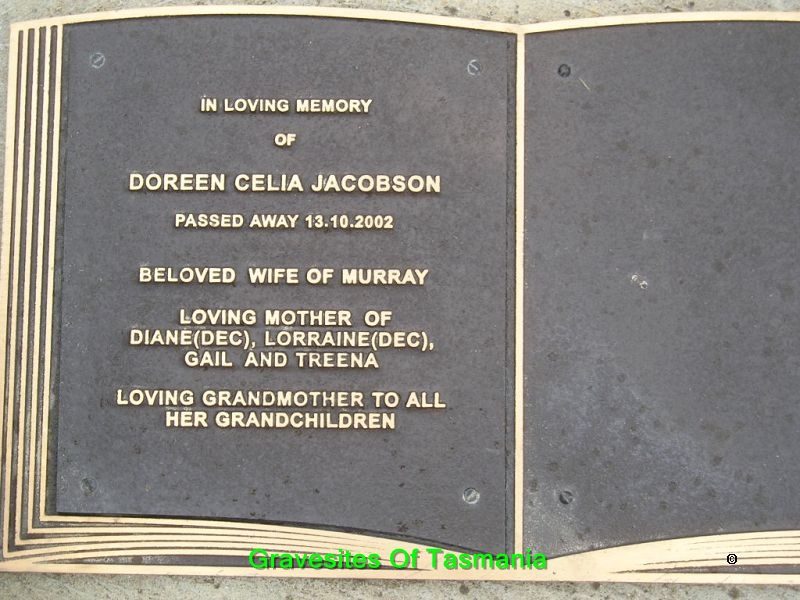 IN LOVING MEMORY
OF
DOREEN CELIA JACOBSON
PASSED AWAY 13.10.2002
BELOVED WIFE OF MURRAY
LOVING MOTHER OF
DIANE(DEC), LORRAINE(DEC),
GAIL AND TREENA
LOVING GRANDMOTHER TO ALL
HER GRANDCHILDREN
Gravesites Of Tasmania
©